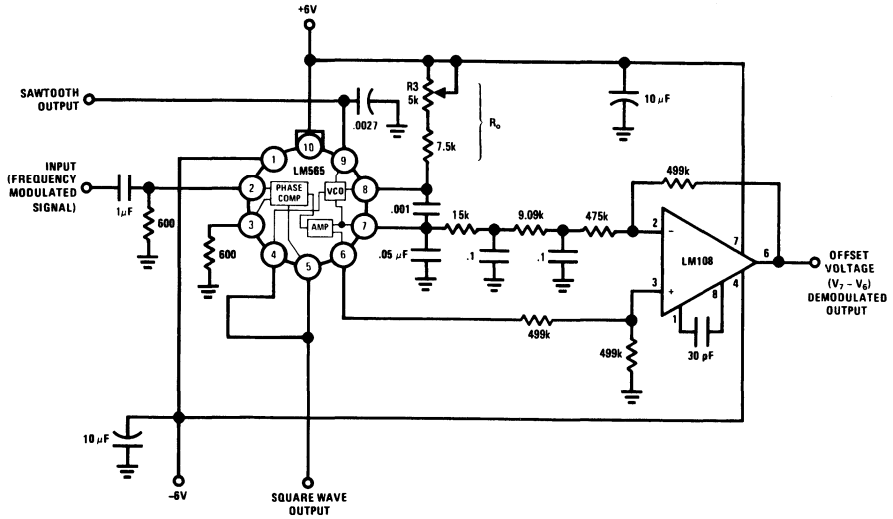 +6V
SAWTOOTH
OUTPUT
.0027
R3
5k
R₀
10 μF
7.5k
INPUT
(FREQUENCY
MODULATED
SIGNAL)
1μF
600
600
LM565
1
2
3
4
5
6
7
8
9
10
PHASE
COMP
VCO
AMP
.001
.05 μF
15k
.1
9.09k
.1
475k
499k
2
−
3
+
LM108
7
6
4
8
1
30 pF
499k
499k
OFFSET
VOLTAGE
(V₇ − V₆)
DEMODULATED
OUTPUT
10 μF
−6V
SQUARE WAVE
OUTPUT